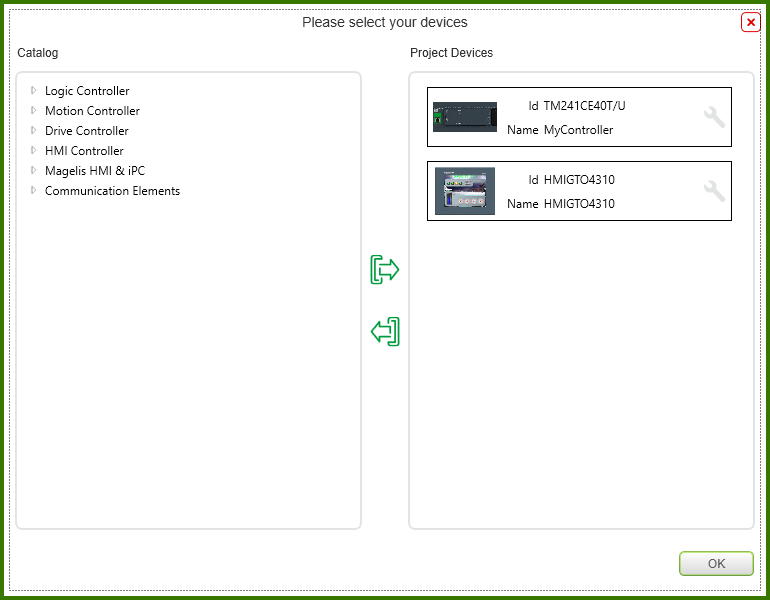 Please select your devices
Catalog
Project Devices
Logic Controller
Motion Controller
Drive Controller
HMI Controller
Magelis HMI & iPC
Communication Elements
Id TM241CE40T/U
Name MyController
Id HMIGTO4310
Name HMIGTO4310
OK